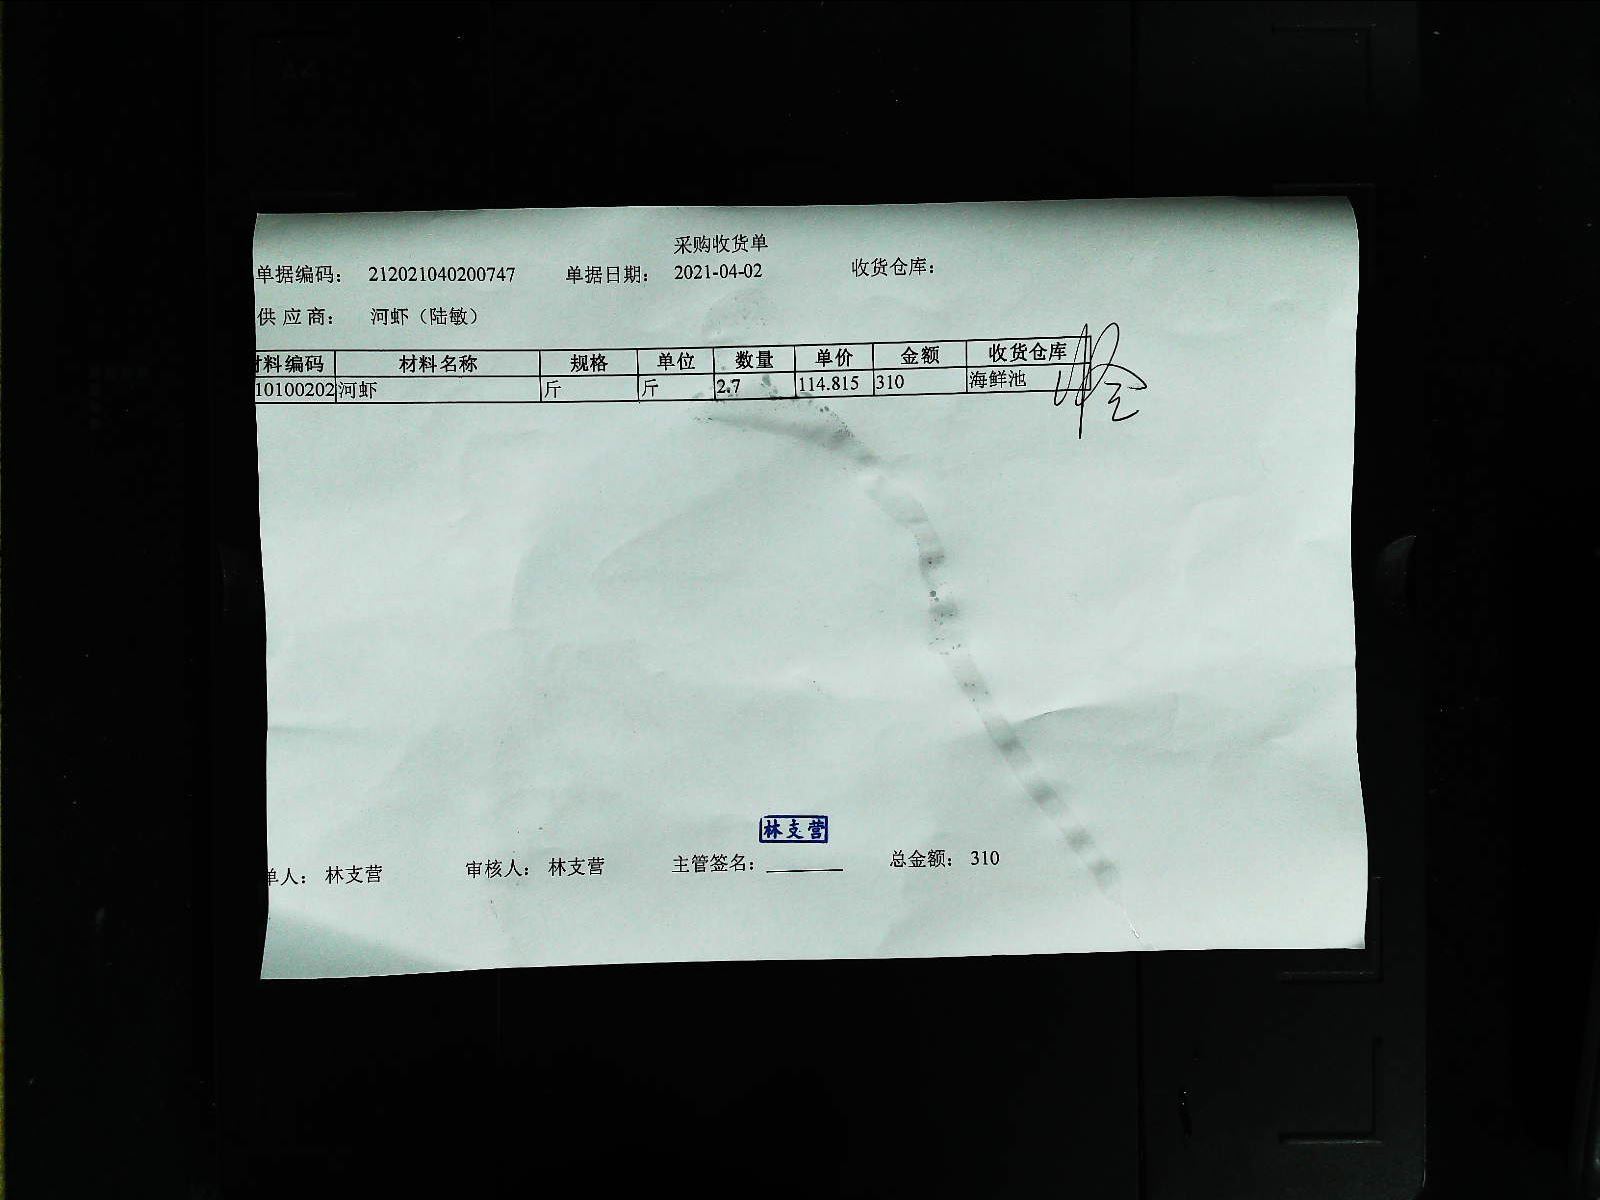 采购收货单
单据编码： 212021040200747 单据日期： 2021-04-02 收货仓库：
供应商： 河虾（陆敏）
材料编码 材料名称 规格 单位 数量 单价 金额 收货仓库
10100202 河虾 斤 斤 2.7 114.815 310 海鲜池
林支营
单人： 林支营 审核人： 林支营 主管签名： 总金额： 310